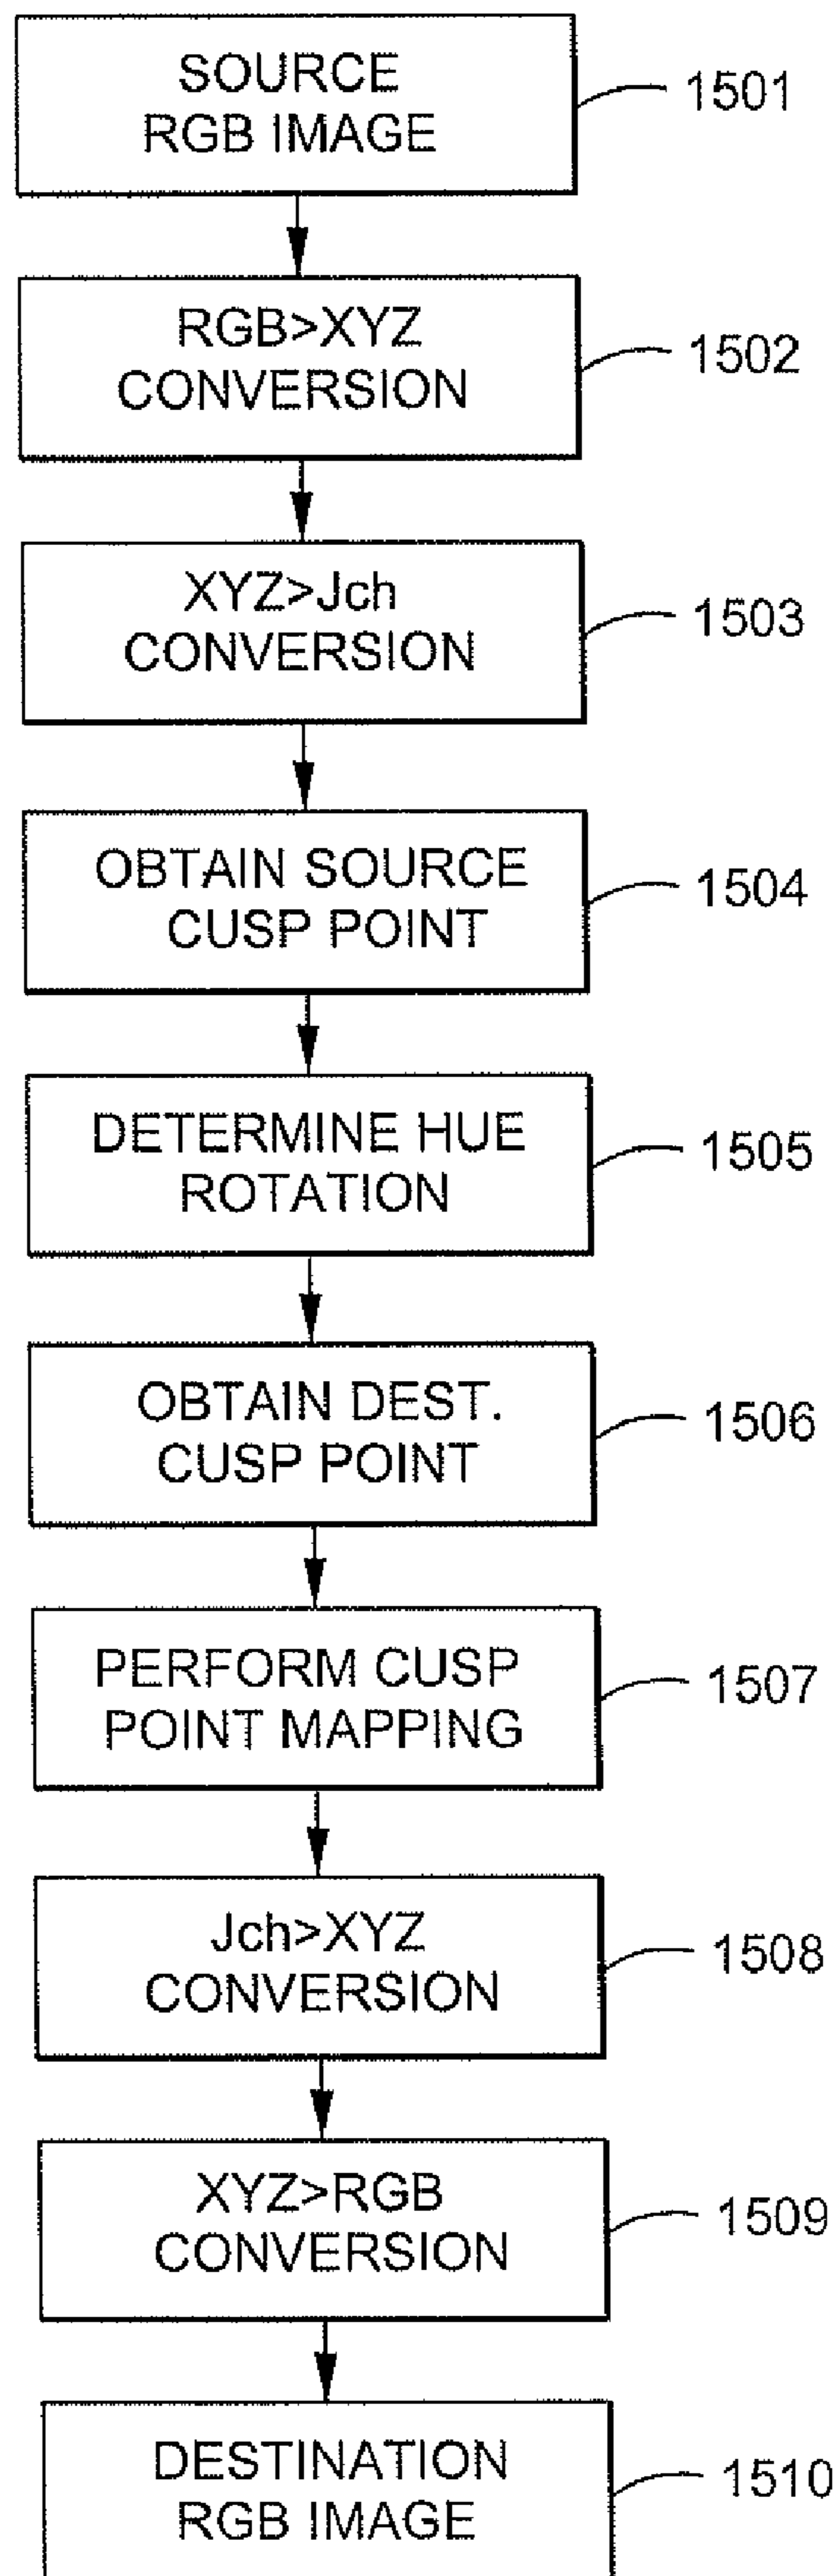 SOURCE
RGB IMAGE
1501
RGB>XYZ
CONVERSION
1502
XYZ>Jch
CONVERSION
1503
OBTAIN SOURCE
CUSP POINT
1504
DETERMINE HUE
ROTATION
1505
OBTAIN DEST.
CUSP POINT
1506
PERFORM CUSP
POINT MAPPING
1507
Jch>XYZ
CONVERSION
1508
XYZ>RGB
CONVERSION
1509
DESTINATION
RGB IMAGE
1510